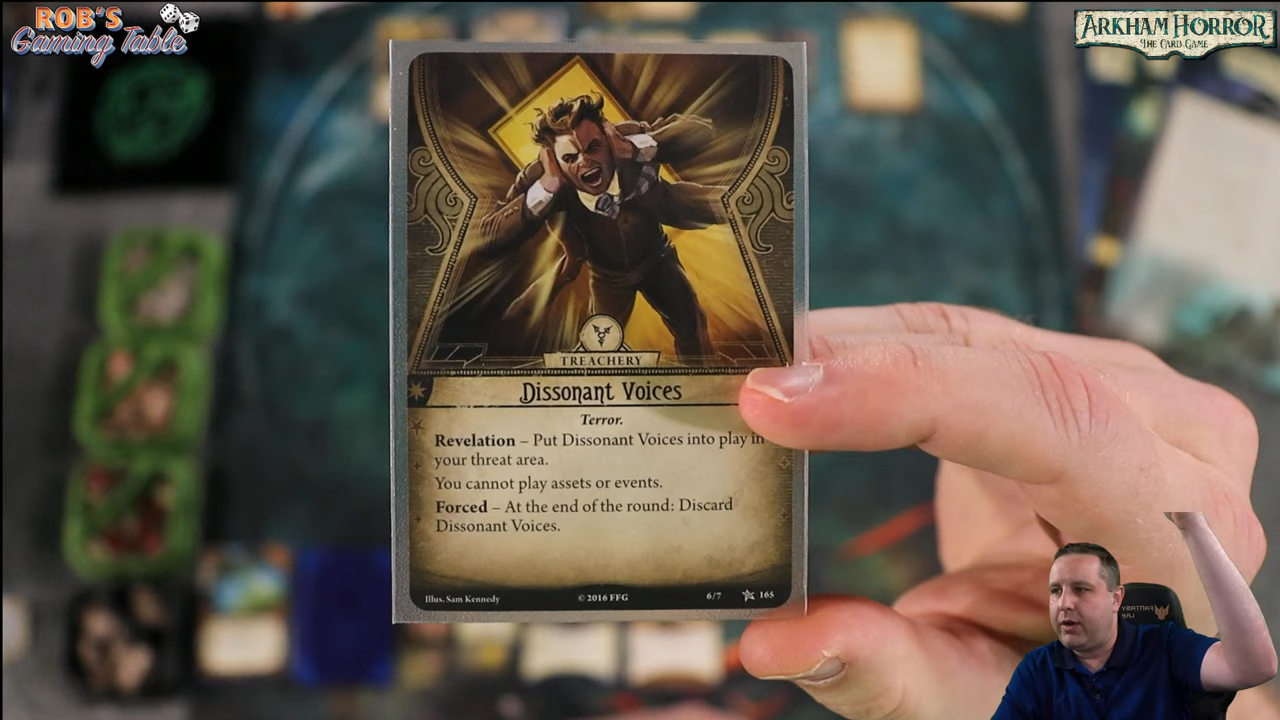 ROB'S
Gaming Table
ARKHAM HORROR
THE CARD GAME
TREACHERY
Dissonant Voices
Terror.
Revelation – Put Dissonant Voices into play in
your threat area.
You cannot play assets or events.
Forced – At the end of the round: Discard
Dissonant Voices.
Illus. Sam Kennedy
© 2016 FFG
6/7
165